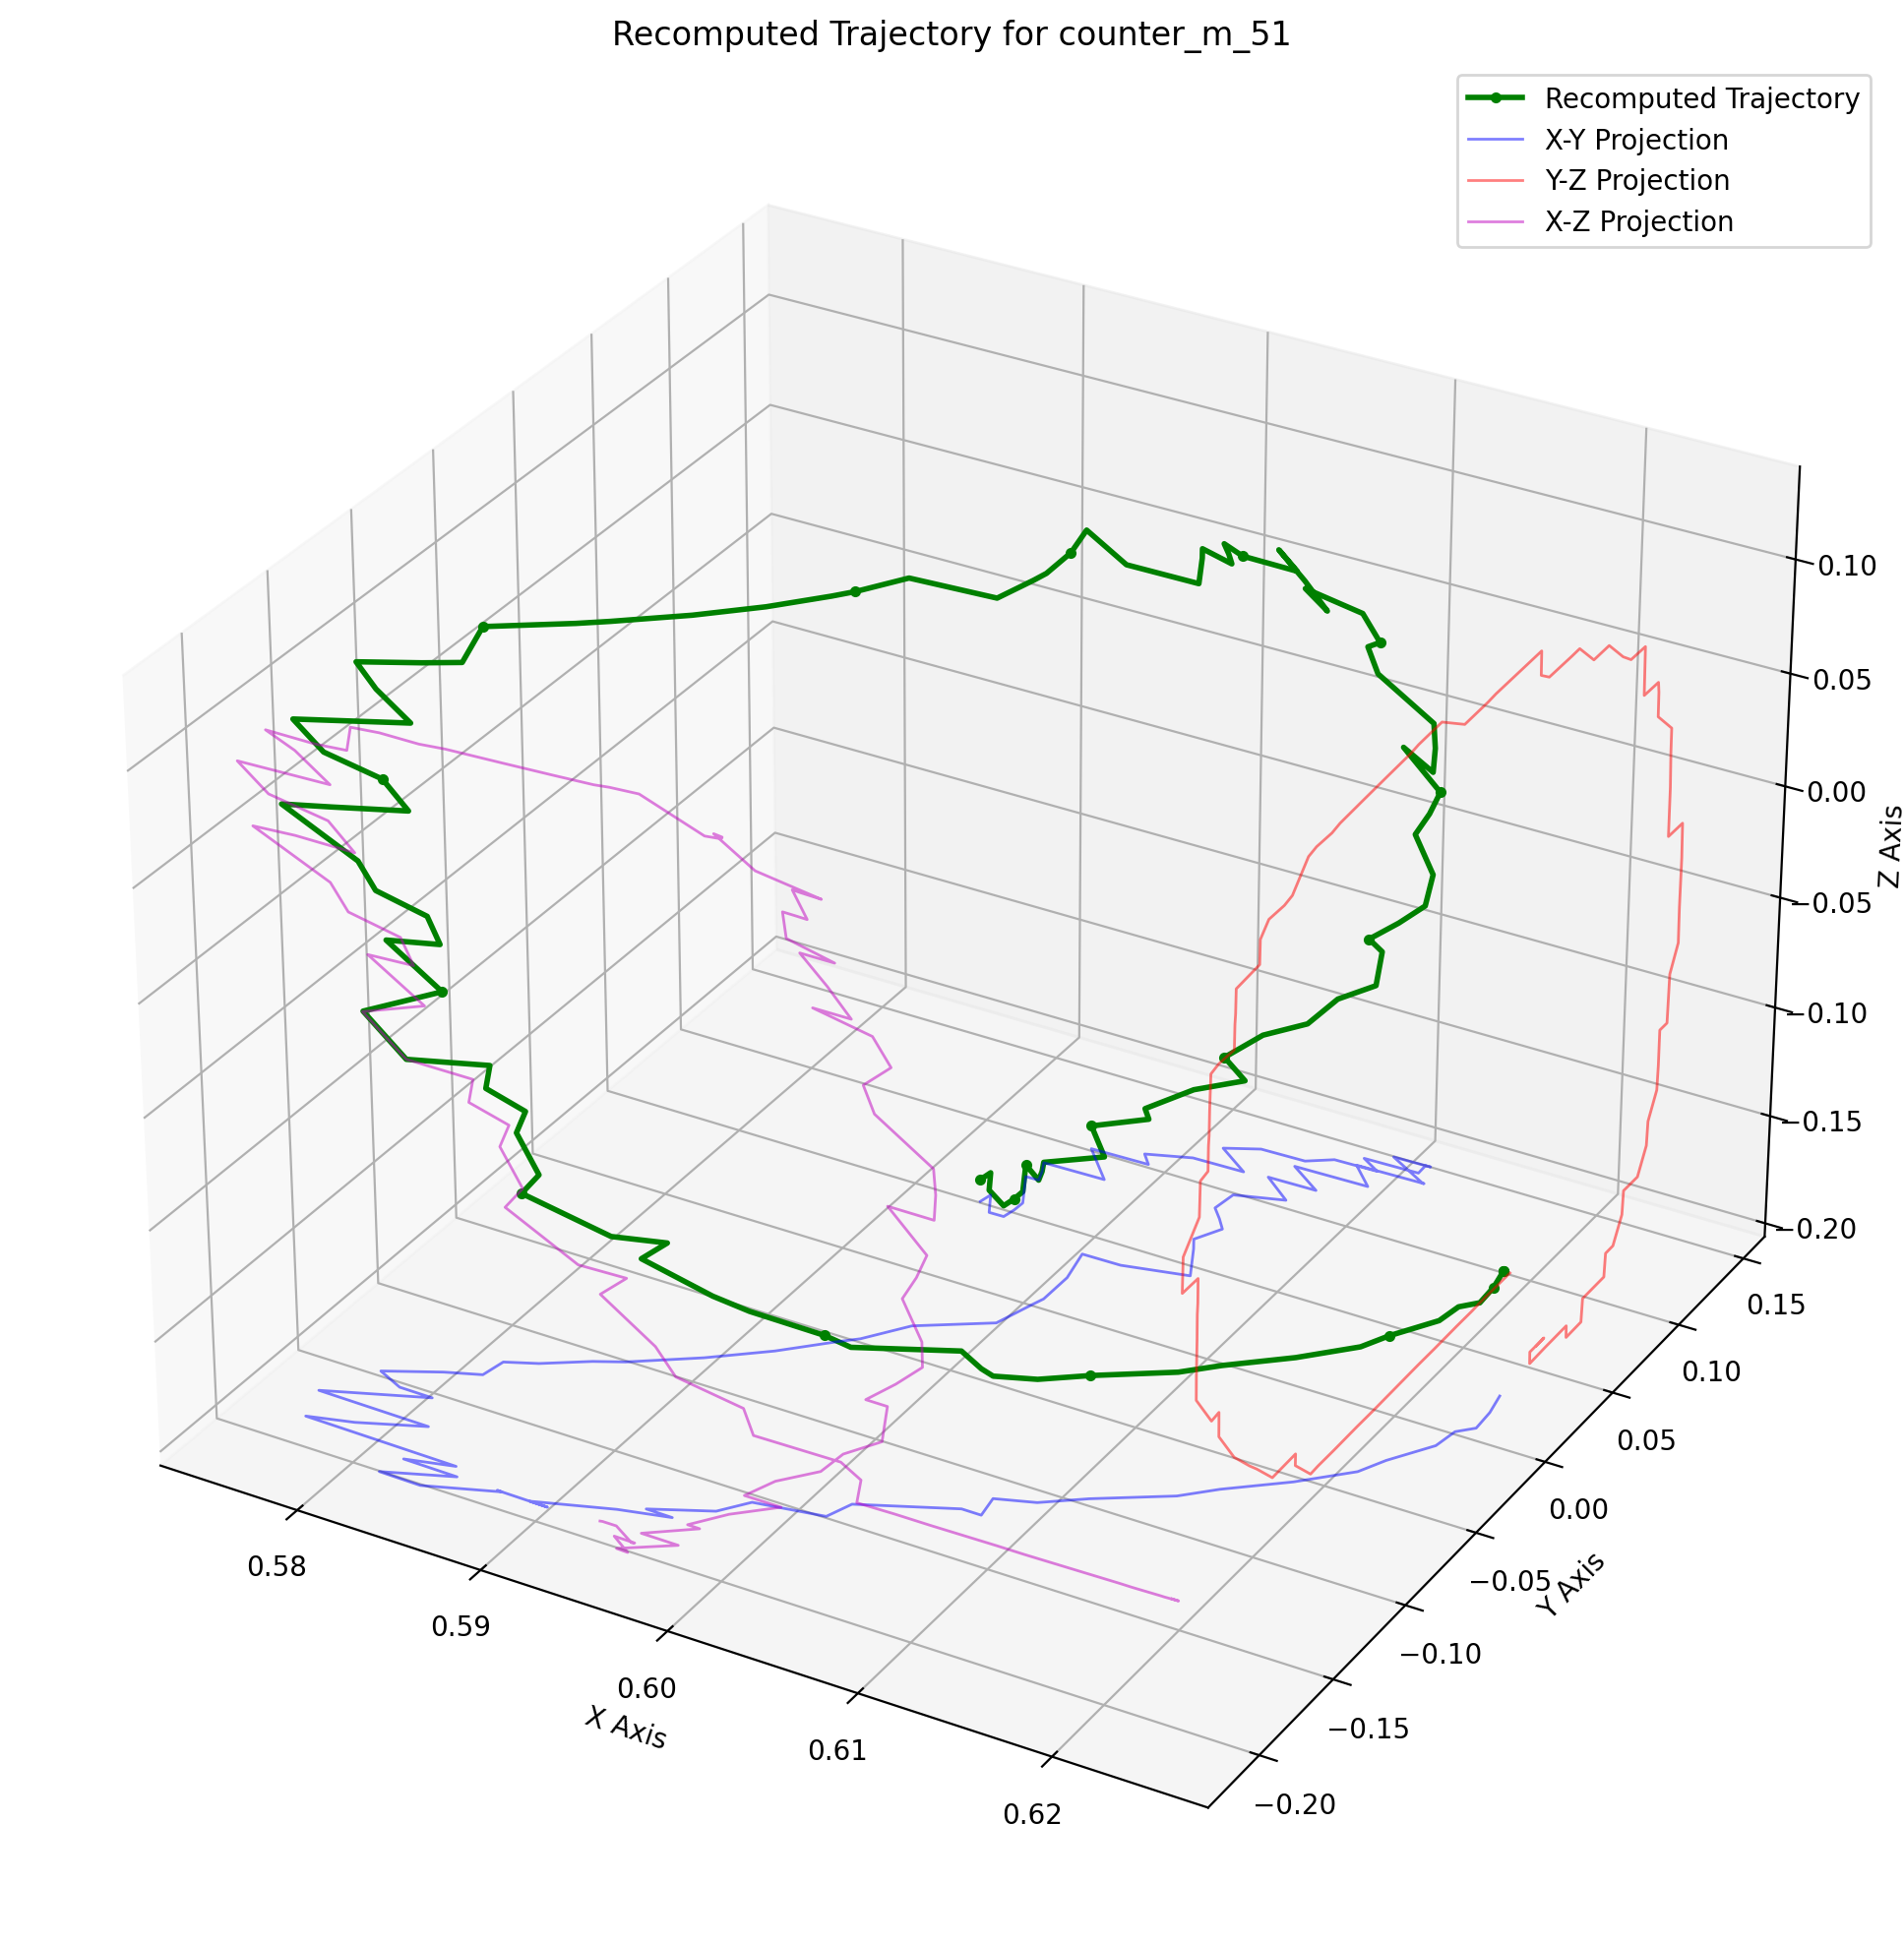 Recomputed Trajectory for counter_m_51
Recomputed Trajectory
X-Y Projection
Y-Z Projection
X-Z Projection
0.10
0.05
0.00
−0.05
−0.10
−0.15
−0.20
Z Axis
0.15
0.10
0.05
0.00
−0.05
−0.10
−0.15
−0.20
Y Axis
0.58
0.59
0.60
0.61
0.62
X Axis